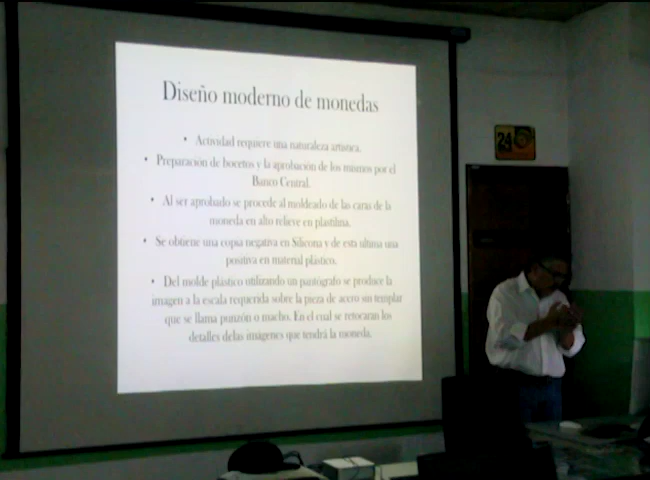 Diseño moderno de monedas
• Actividad requiere una naturaleza artística.
• Preparación de bocetos y la aprobación de los mismos por el
Banco Central.
• Al ser aprobado se procede al moldeado de las caras de la
moneda en alto relieve en plastilina.
• Se obtiene una copia negativa en Silicona y de esta ultima una
positiva en material plástico.
• Del molde plástico utilizando un pantógrafo se produce la
imagen a la escala requerida sobre la pieza de acero sin templar
que se llama punzón o macho. En el cual se retocaran los
detalles delas imágenes que tendrá la moneda.
24